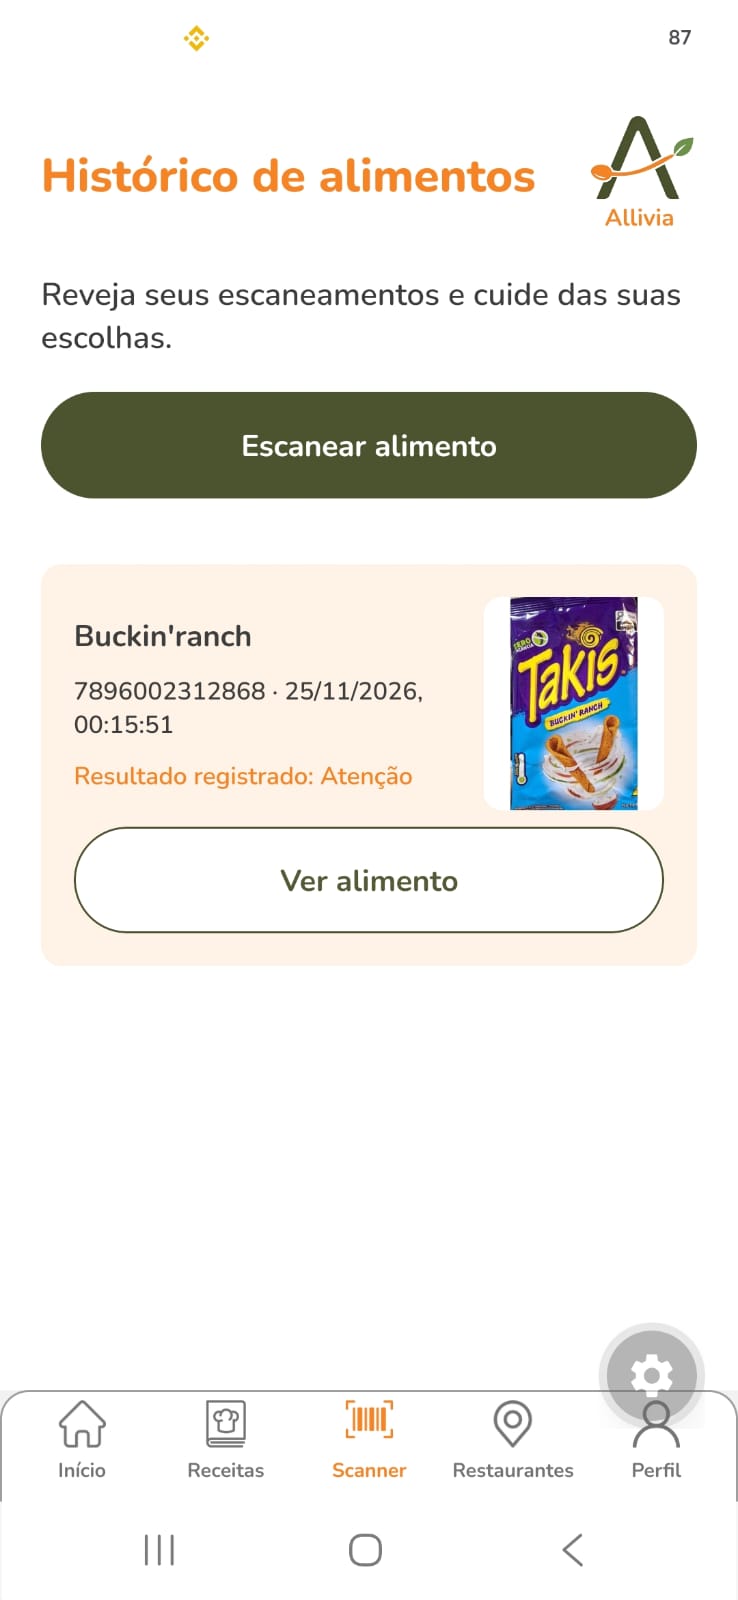 87
Histórico de alimentos
Allivia
Reveja seus escaneamentos e cuide das suas
escolhas.
Escanear alimento
Buckin'ranch
7896002312868 · 25/11/2026,
00:15:51
Resultado registrado: Atenção
Takis
BUCKIN' RANCH
Ver alimento
Início
Receitas
Scanner
Restaurantes
Perfil